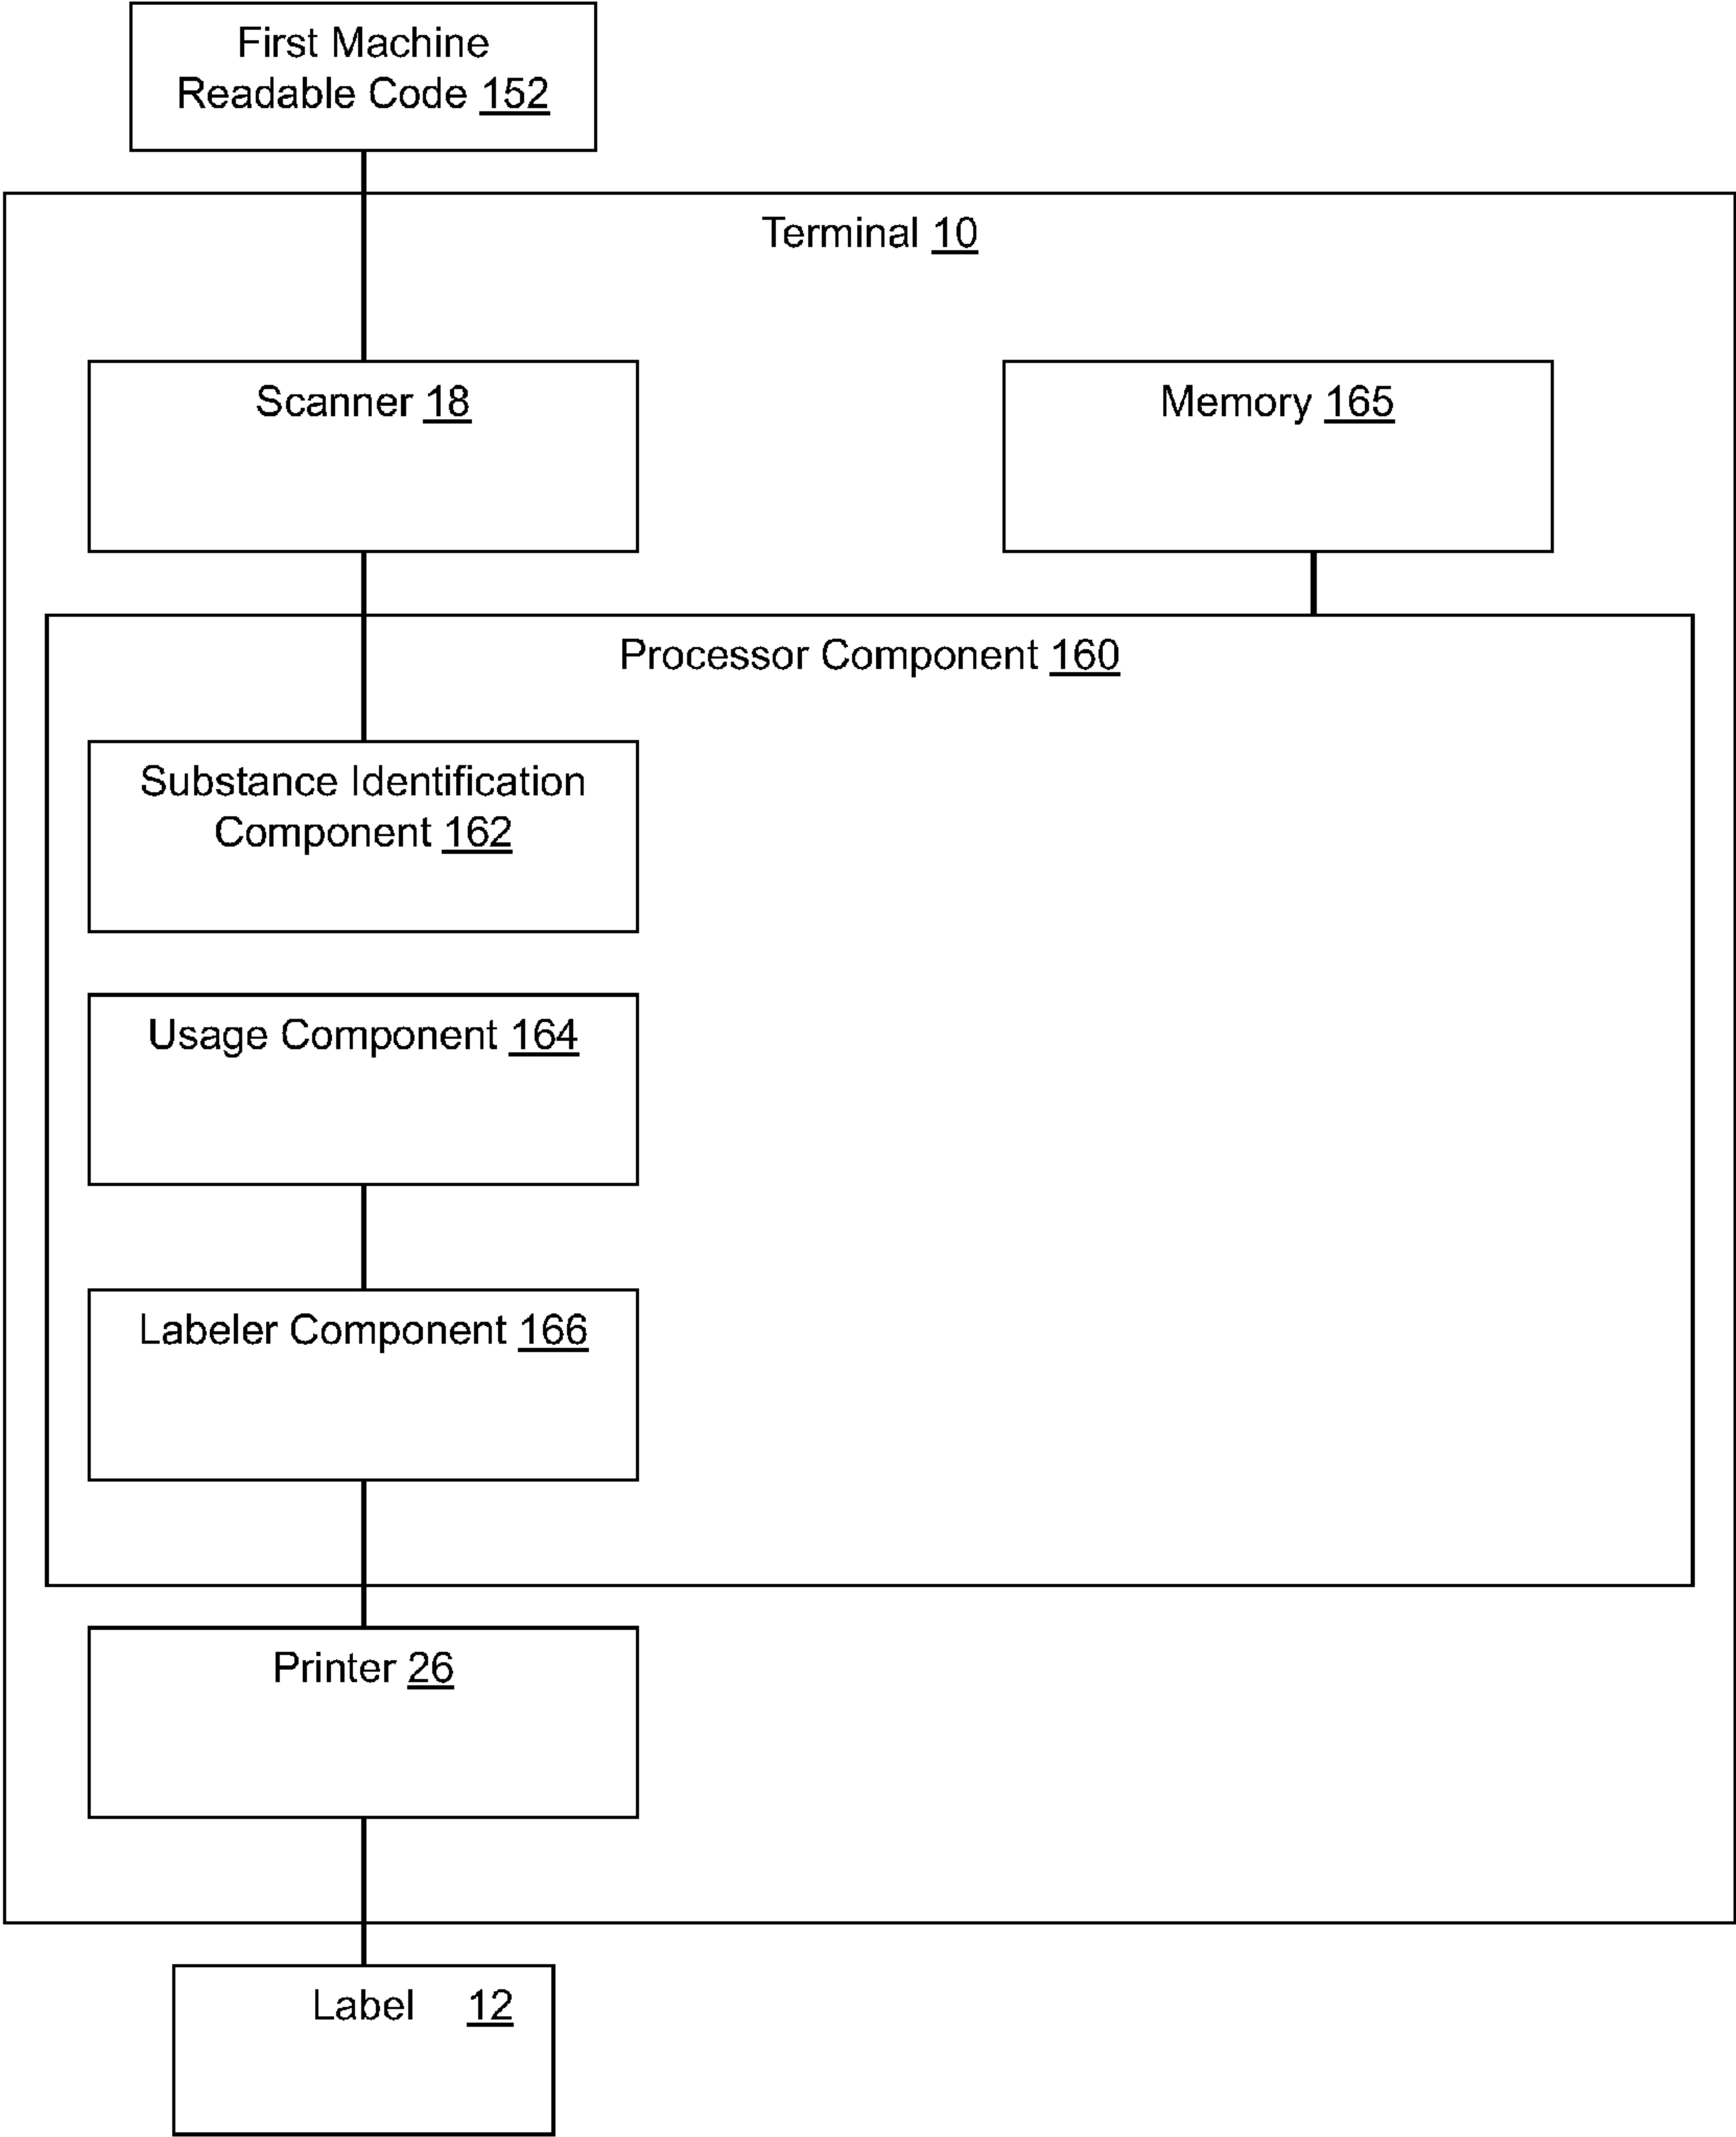 First Machine
Readable Code 152
Terminal 10
Scanner 18
Memory 165
Processor Component 160
Substance Identification
Component 162
Usage Component 164
Labeler Component 166
Printer 26
Label 12